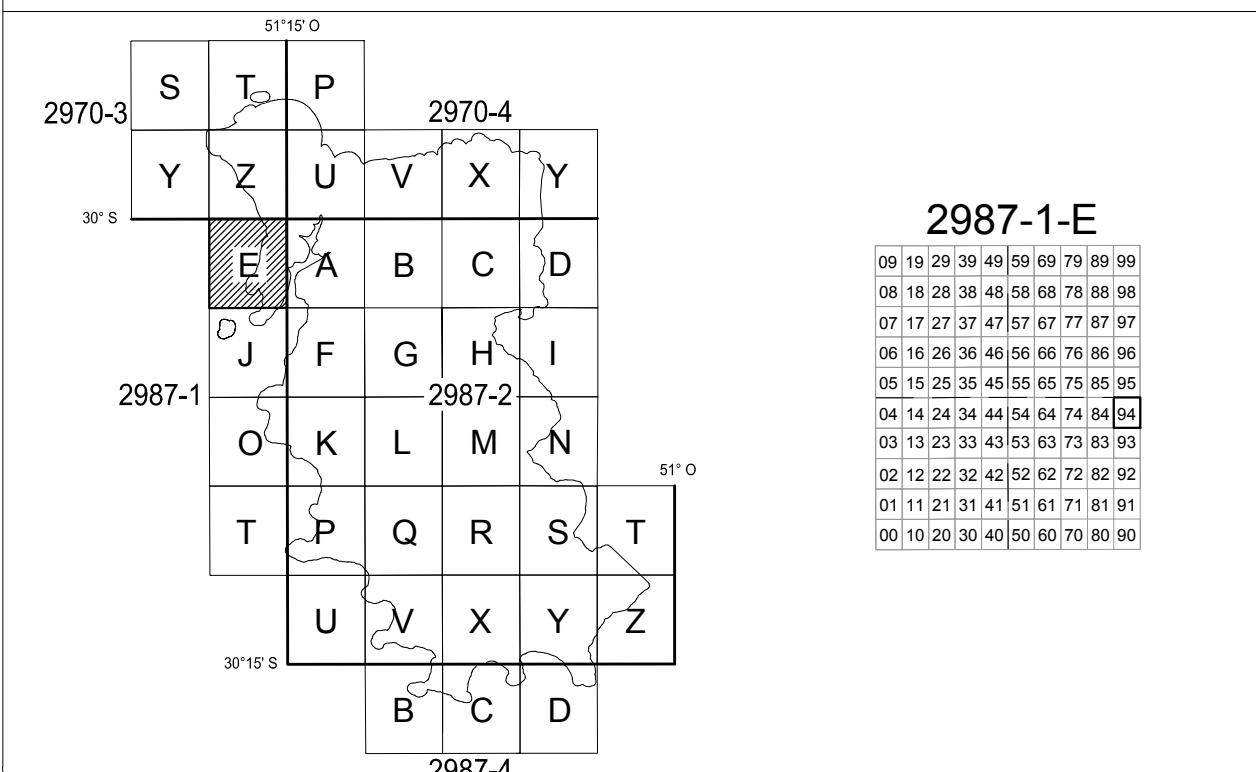 51°15' O
S T P
2970-3 2970-4
Y Z U V X Y
30° S
E A B C D
J F G H I
2987-1 2987-2
O K L M N
51° O
T P Q R S T
U V X Y Z
30°15' S
B C D
2987-4
2987-1-E
09 19 29 39 49 59 69 79 89 99
08 18 28 38 48 58 68 78 88 98
07 17 27 37 47 57 67 77 87 97
06 16 26 36 46 56 66 76 86 96
05 15 25 35 45 55 65 75 85 95
04 14 24 34 44 54 64 74 84 94
03 13 23 33 43 53 63 73 83 93
02 12 22 32 42 52 62 72 82 92
01 11 21 31 41 51 61 71 81 91
00 10 20 30 40 50 60 70 80 90